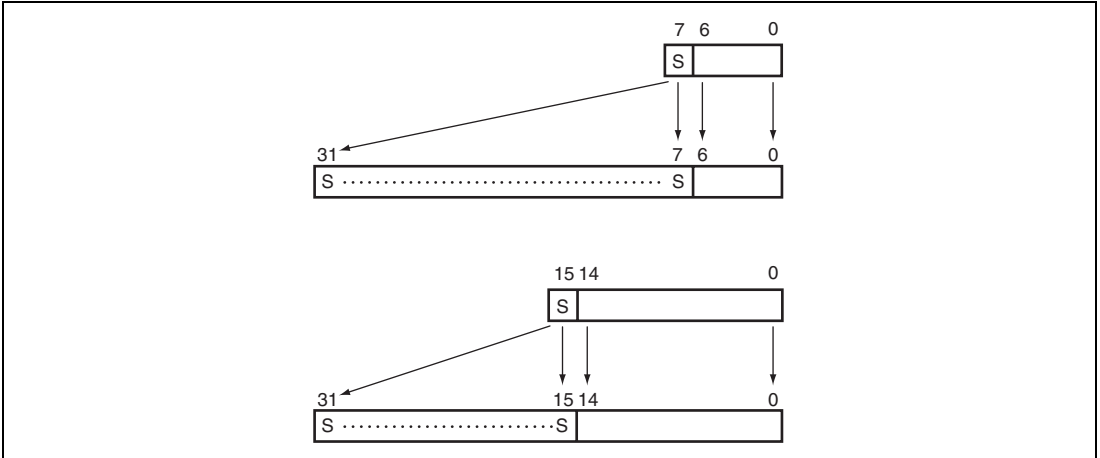 7 6 0
S
31 7 6 0
S ...................................... S
15 14 0
S
31 15 14 0
S ..........................S